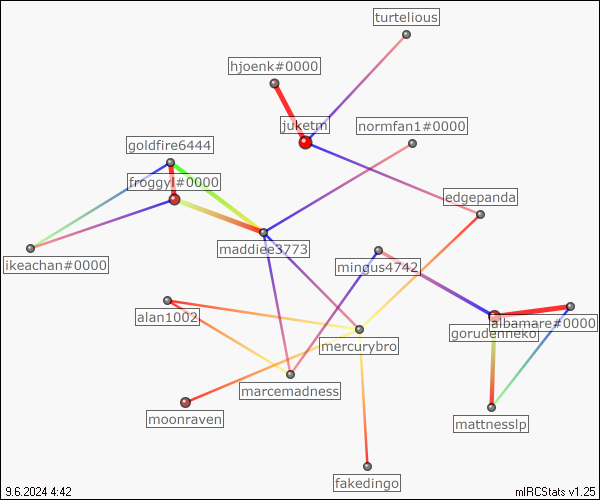 turtelious
hjoenk#0000
juketm
normfan1#0000
goldfire6444
froggyl#0000
edgepanda
maddiee3773
ikeachan#0000
mingus4742
alan1002
albamare#0000
gorudenneko
mercurybro
marcemadness
moonraven
mattnesslp
fakedingo
9.6.2024 4:42
mIRCStats v1.25